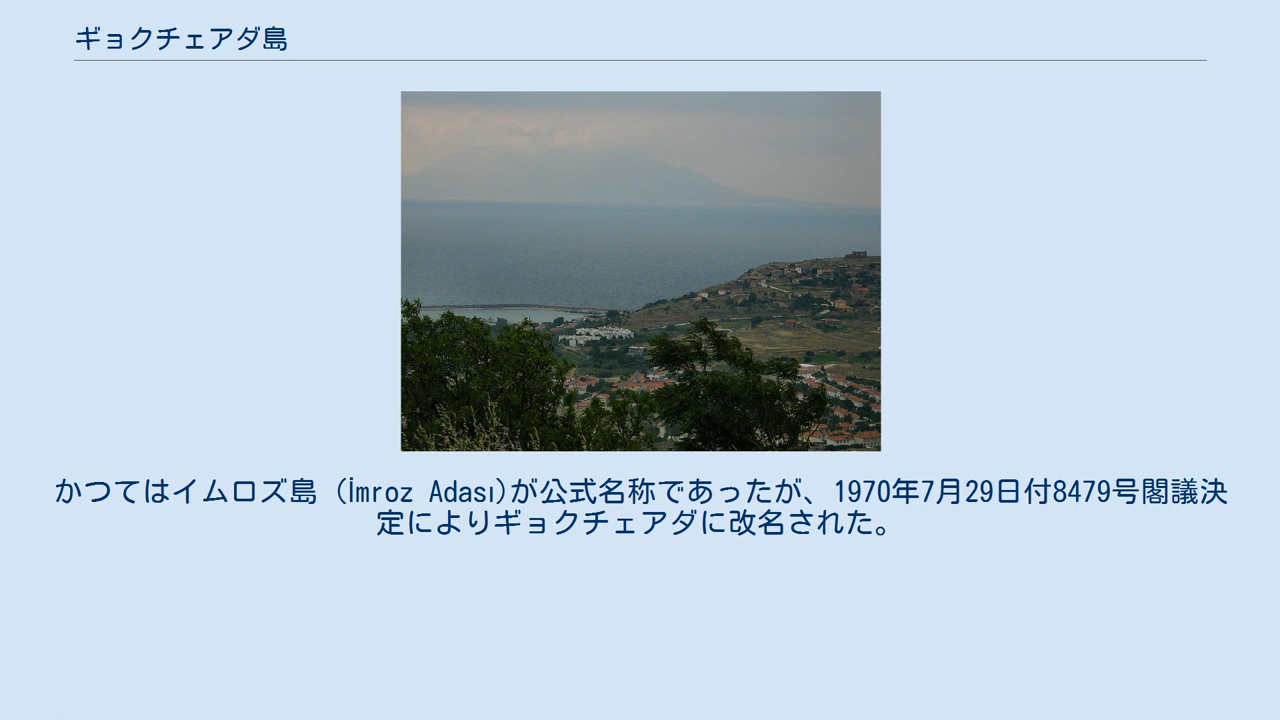 ギョクチェアダ島
かつてはイムロズ島 (İmroz Adası)が公式名称であったが、1970年7月29日付8479号閣議決
定によりギョクチェアダに改名された。